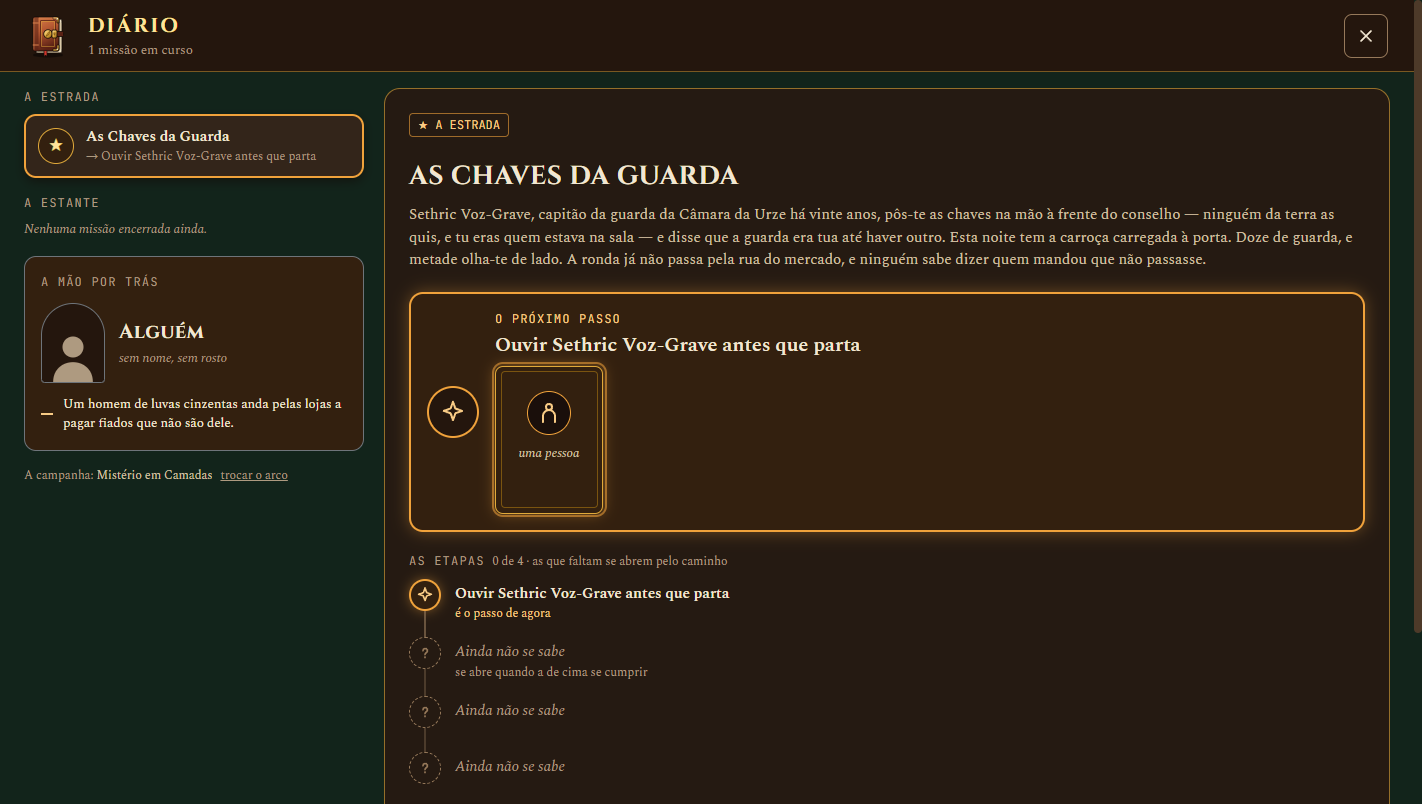 DIÁRIO
1 missão em curso
A ESTRADA
As Chaves da Guarda
→ Ouvir Sethric Voz-Grave antes que parta
A ESTANTE
Nenhuma missão encerrada ainda.
A MÃO POR TRÁS
ALGUÉM
sem nome, sem rosto
Um homem de luvas cinzentas anda pelas lojas a
pagar fiados que não são dele.
A campanha: Mistério em Camadas trocar o arco
★ A ESTRADA
AS CHAVES DA GUARDA
Sethric Voz-Grave, capitão da guarda da Câmara da Urze há vinte anos, pôs-te as chaves na mão à frente do conselho — ninguém da terra as
quis, e tu eras quem estava na sala — e disse que a guarda era tua até haver outro. Esta noite tem a carroça carregada à porta. Doze de guarda, e
metade olha-te de lado. A ronda já não passa pela rua do mercado, e ninguém sabe dizer quem mandou que não passasse.
O PRÓXIMO PASSO
Ouvir Sethric Voz-Grave antes que parta
uma pessoa
AS ETAPAS 0 de 4 · as que faltam se abrem pelo caminho
Ouvir Sethric Voz-Grave antes que parta
é o passo de agora
? Ainda não se sabe
se abre quando a de cima se cumprir
? Ainda não se sabe
? Ainda não se sabe